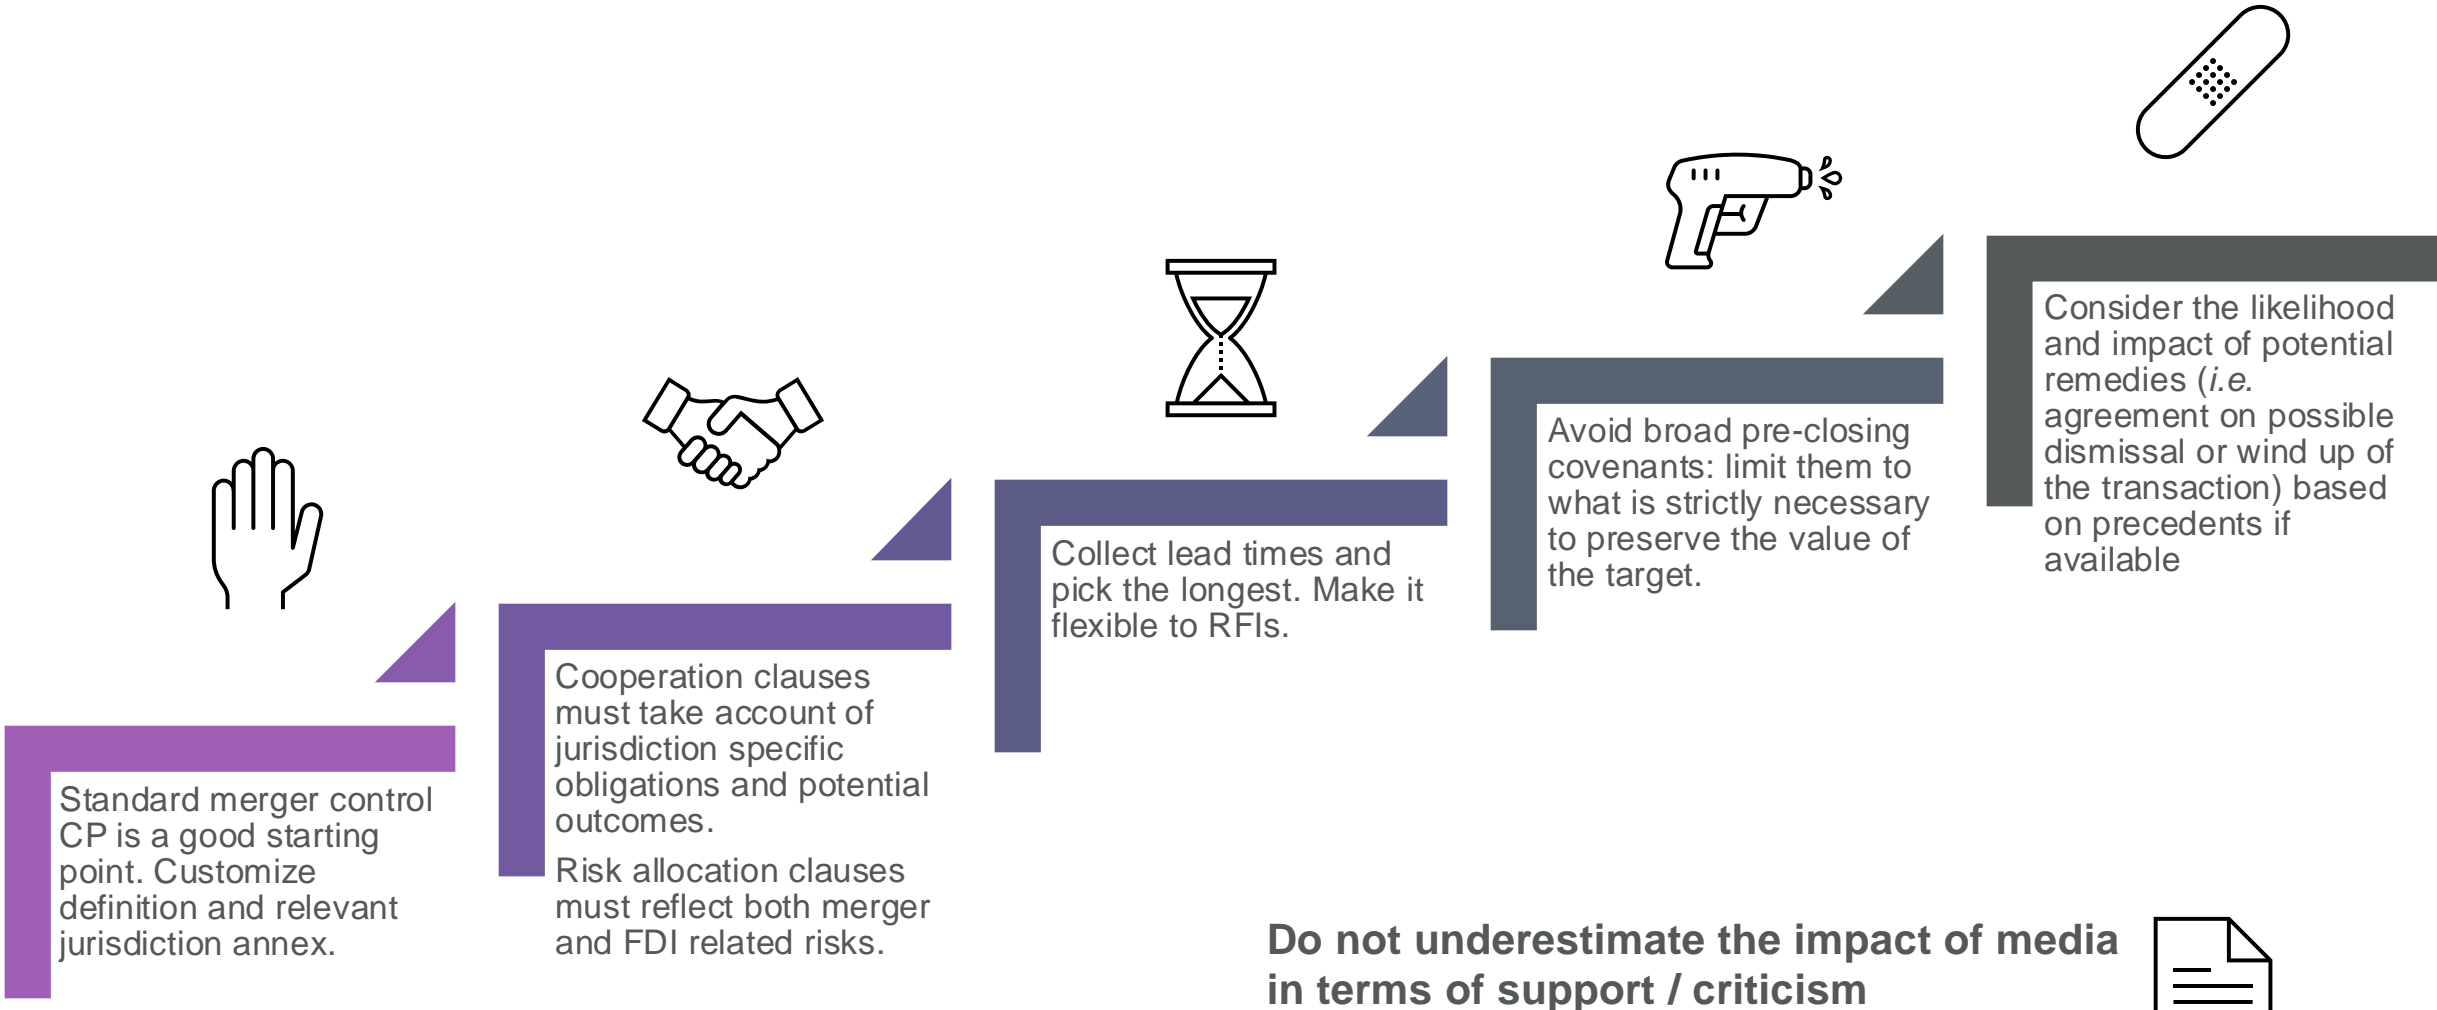 Standard merger control
CP is a good starting
point. Customize
definition and relevant
jurisdiction annex.
Cooperation clauses
must take account of
jurisdiction specific
obligations and potential
outcomes.
Risk allocation clauses
must reflect both merger
and FDI related risks.
Collect lead times and
pick the longest. Make it
flexible to RFIs.
Avoid broad pre-closing
covenants: limit them to
what is strictly necessary
to preserve the value of
the target.
Consider the likelihood
and impact of potential
remedies (i.e.
agreement on possible
dismissal or wind up of
the transaction) based
on precedents if
available
Do not underestimate the impact of media
in terms of support / criticism